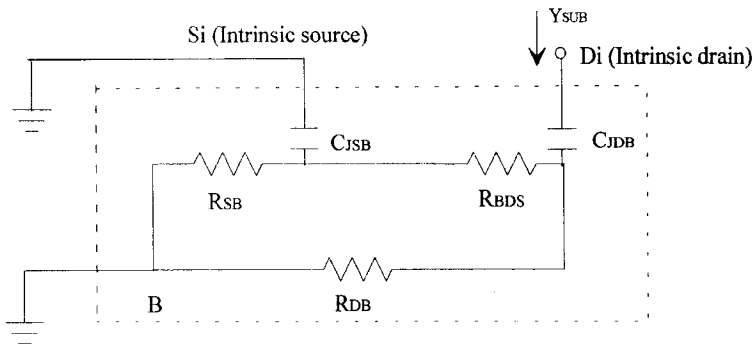 YSUB
Si (Intrinsic source)
Di (Intrinsic drain)
CJSB
CJDB
RSB
RBDS
B
RDB